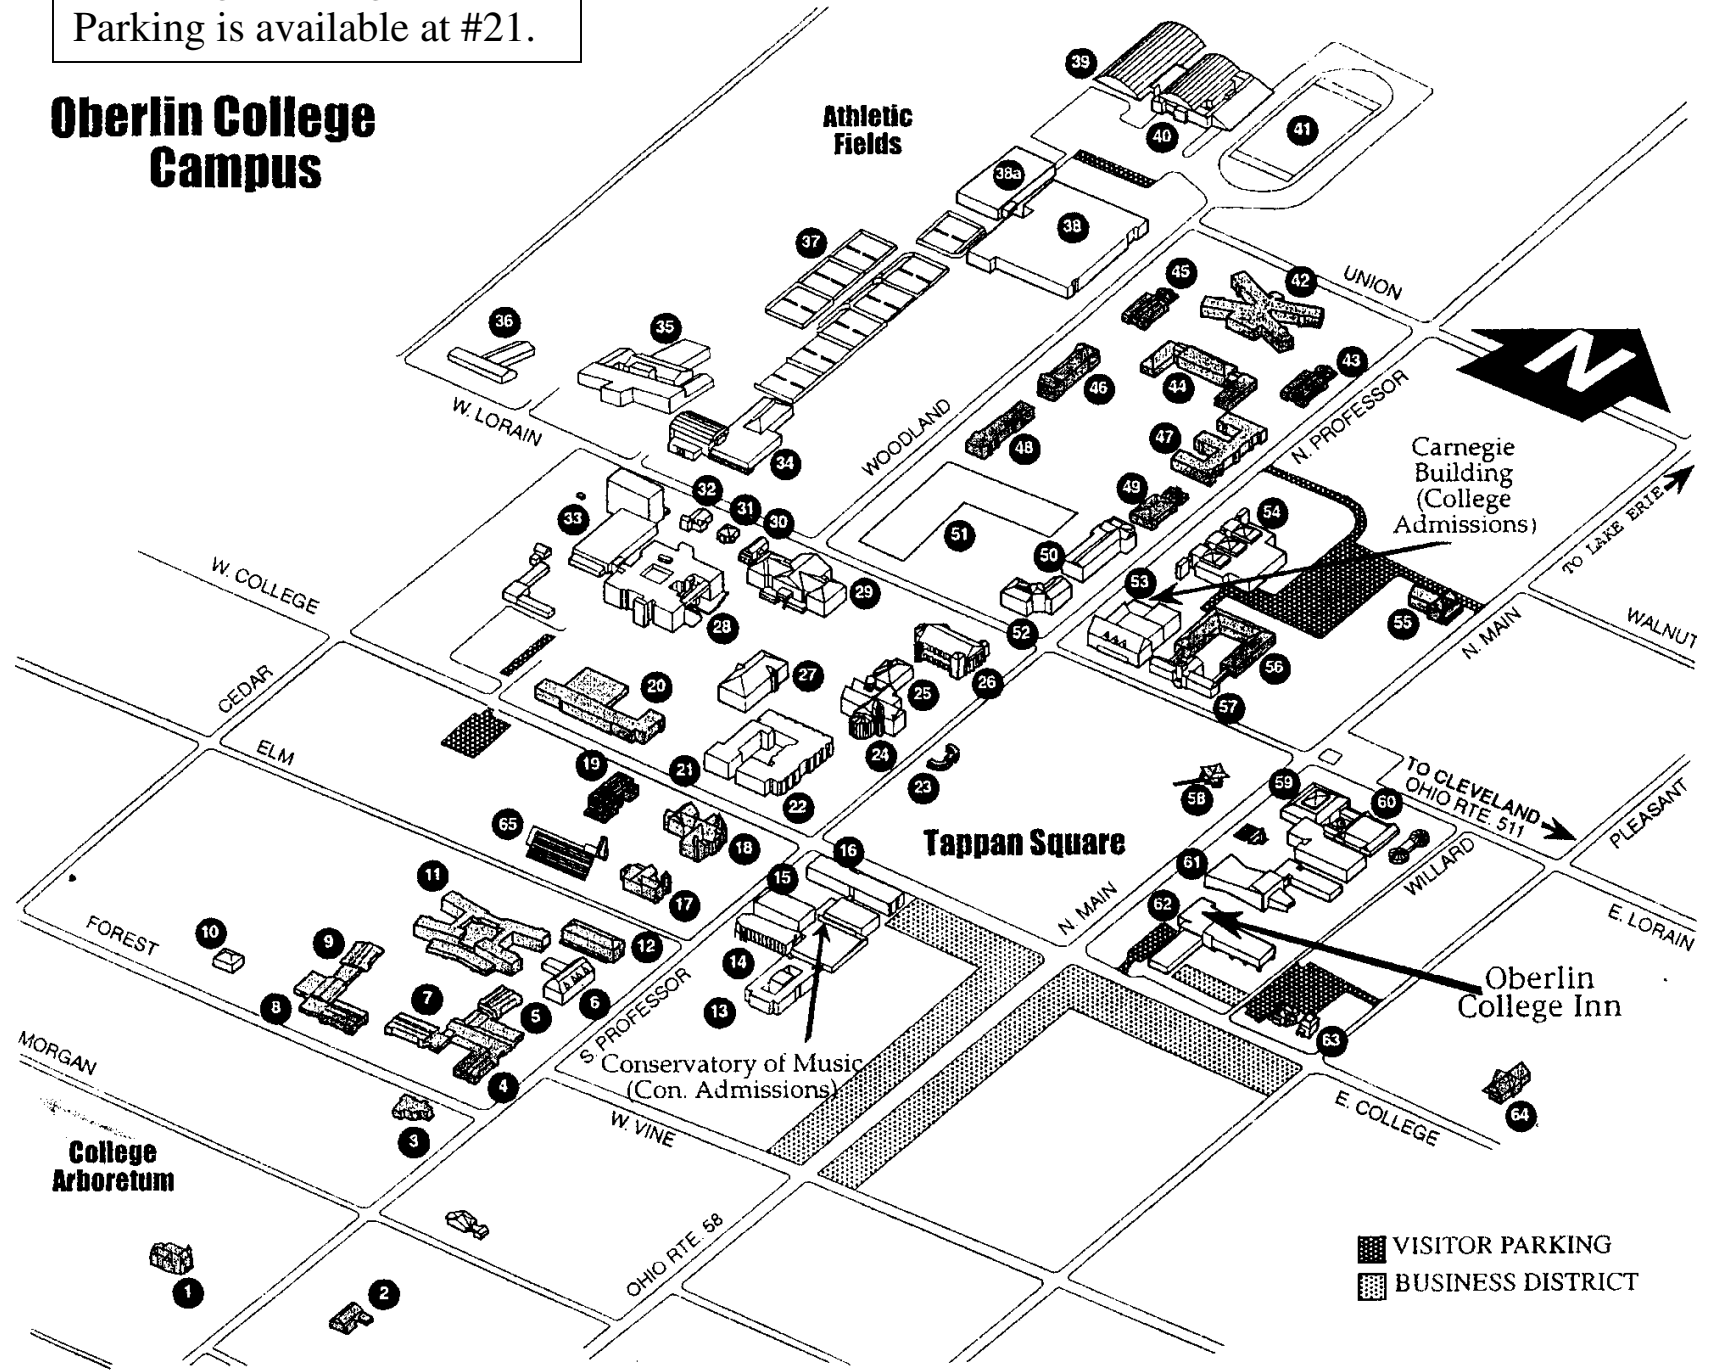 Parking is available at #21.
Oberlin College
Campus
Athletic
Fields
39
40
41
38a
38
37
45
42
UNION
36
35
46
44
43
N
W. LORAIN
WOODLAND
N. PROFESSOR
48
47
34
Carnegie
Building
(College
Admissions)
TO LAKE ERIE
32
31
30
33
49
51
50
54
W. COLLEGE
29
53
28
52
55
WALNUT
N. MAIN
CEDAR
20
27
25
26
56
57
ELM
19
21
24
23
22
58
59
60
TO CLEVELAND
OHIO RTE. 511
PLEASANT
65
18
Tappan Square
16
15
61
WILLARD
11
17
62
N. MAIN
E. LORAIN
FOREST
10
9
12
14
Oberlin
College Inn
8
7
5
6
13
S. PROFESSOR
63
MORGAN
4
Conservatory of Music
(Con. Admissions)
W. VINE
E. COLLEGE
64
3
College
Arboretum
OHIO RTE. 58
1
2
VISITOR PARKING
BUSINESS DISTRICT